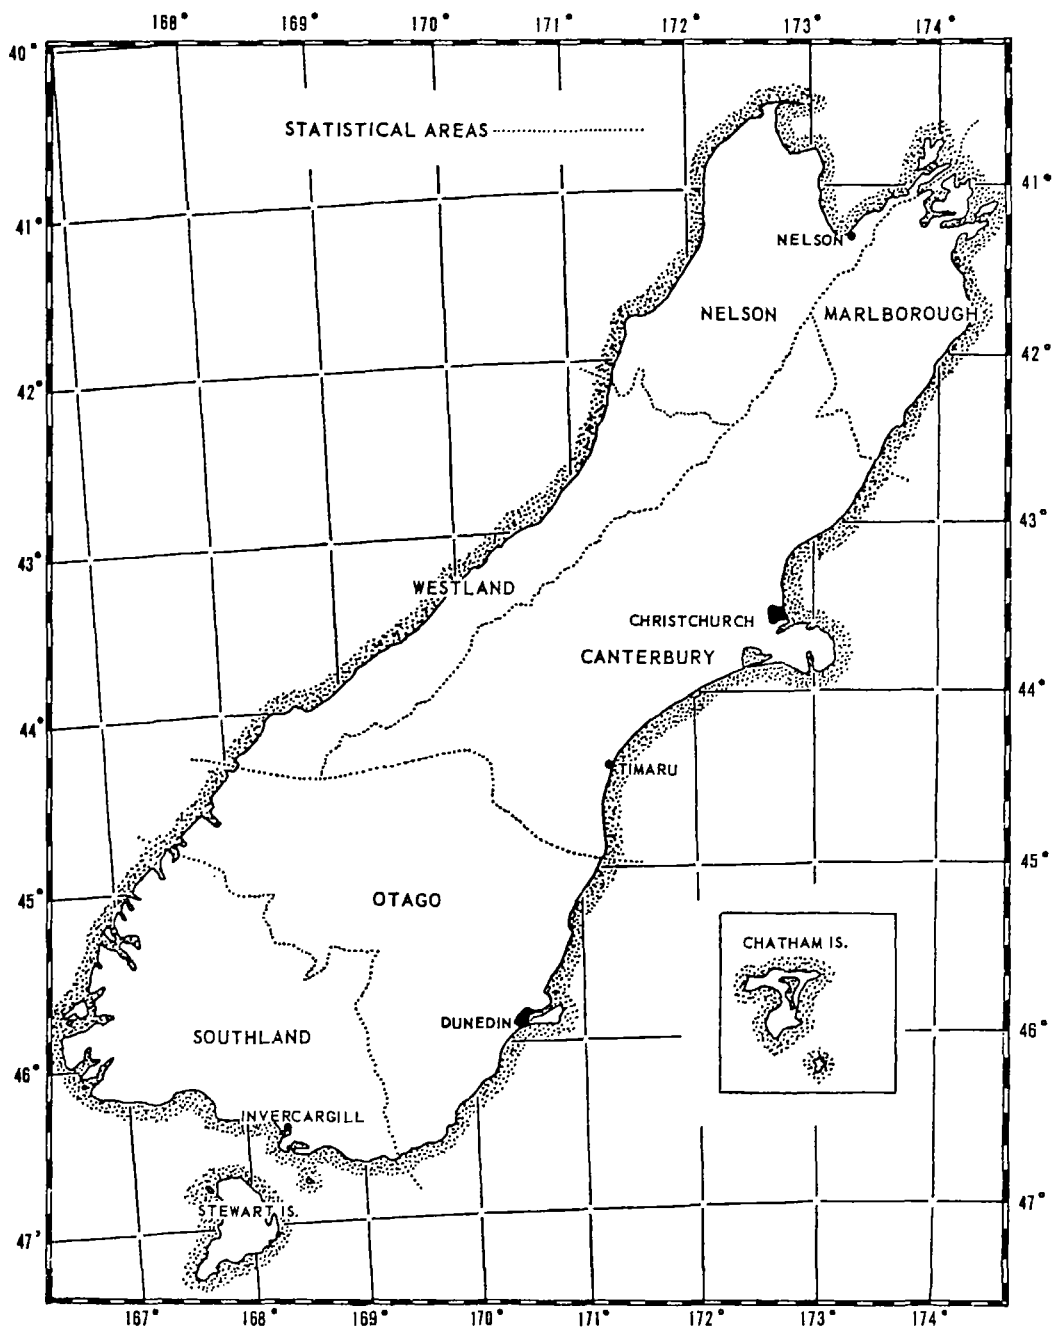 168° 169° 170° 171° 172° 173° 174°
40°
STATISTICAL AREAS
41°
41°
NELSON
NELSON MARLBOROUGH
42°
42°
43°
43°
WESTLAND
CHRISTCHURCH
CANTERBURY
44°
44°
TIMARU
45°
45°
OTAGO
CHATHAM IS.
DUNEDIN
46°
SOUTHLAND
46°
INVERCARGILL
47°
STEWART IS.
47°
167° 168° 169° 170° 171° 172° 173° 174°